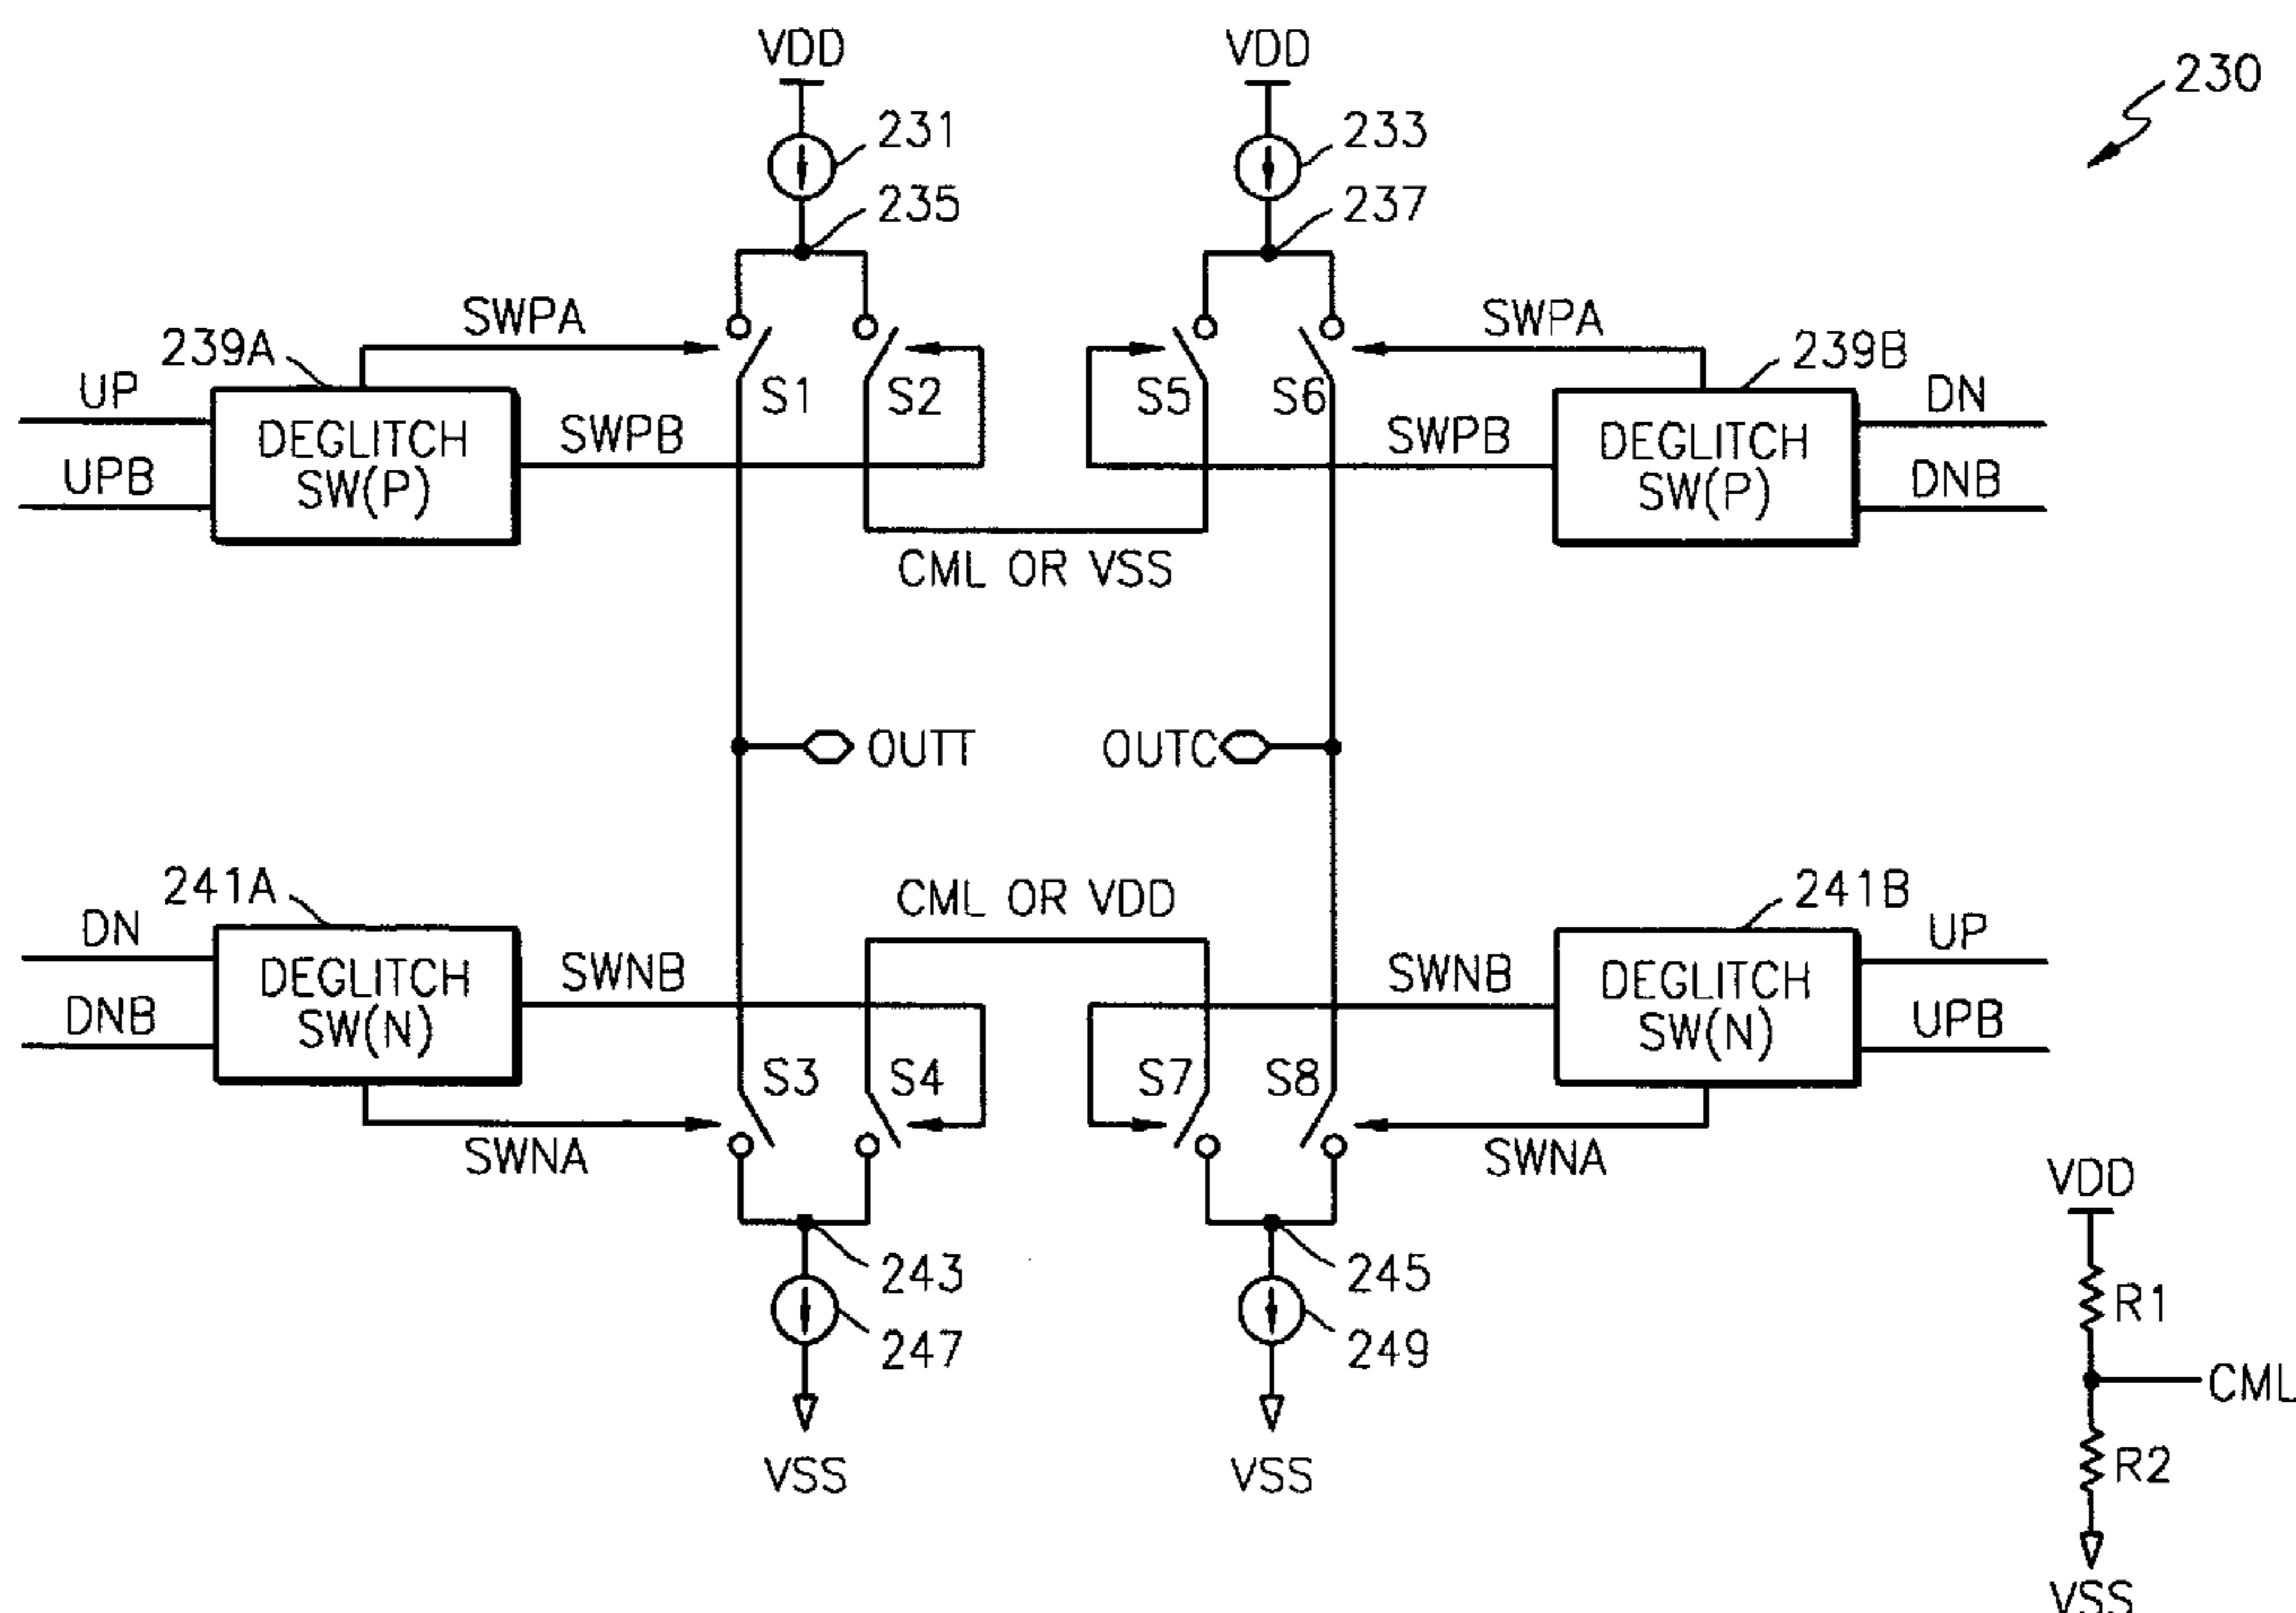 VDD
VDD
230
231
233
235
237
SWPA
SWPA
239A
239B
UP
S1
S2
S5
S6
DN
DEGLITCH
SW(P)
SWPB
SWPB
DEGLITCH
SW(P)
UPB
DNB
CML OR VSS
OUTT
OUTC
241A
CML OR VDD
241B
DN
UP
DEGLITCH
SW(N)
SWNB
SWNB
DEGLITCH
SW(N)
DNB
UPB
S3
S4
S7
S8
SWNA
SWNA
VDD
243
245
R1
247
249
CML
VSS
VSS
R2
VSS